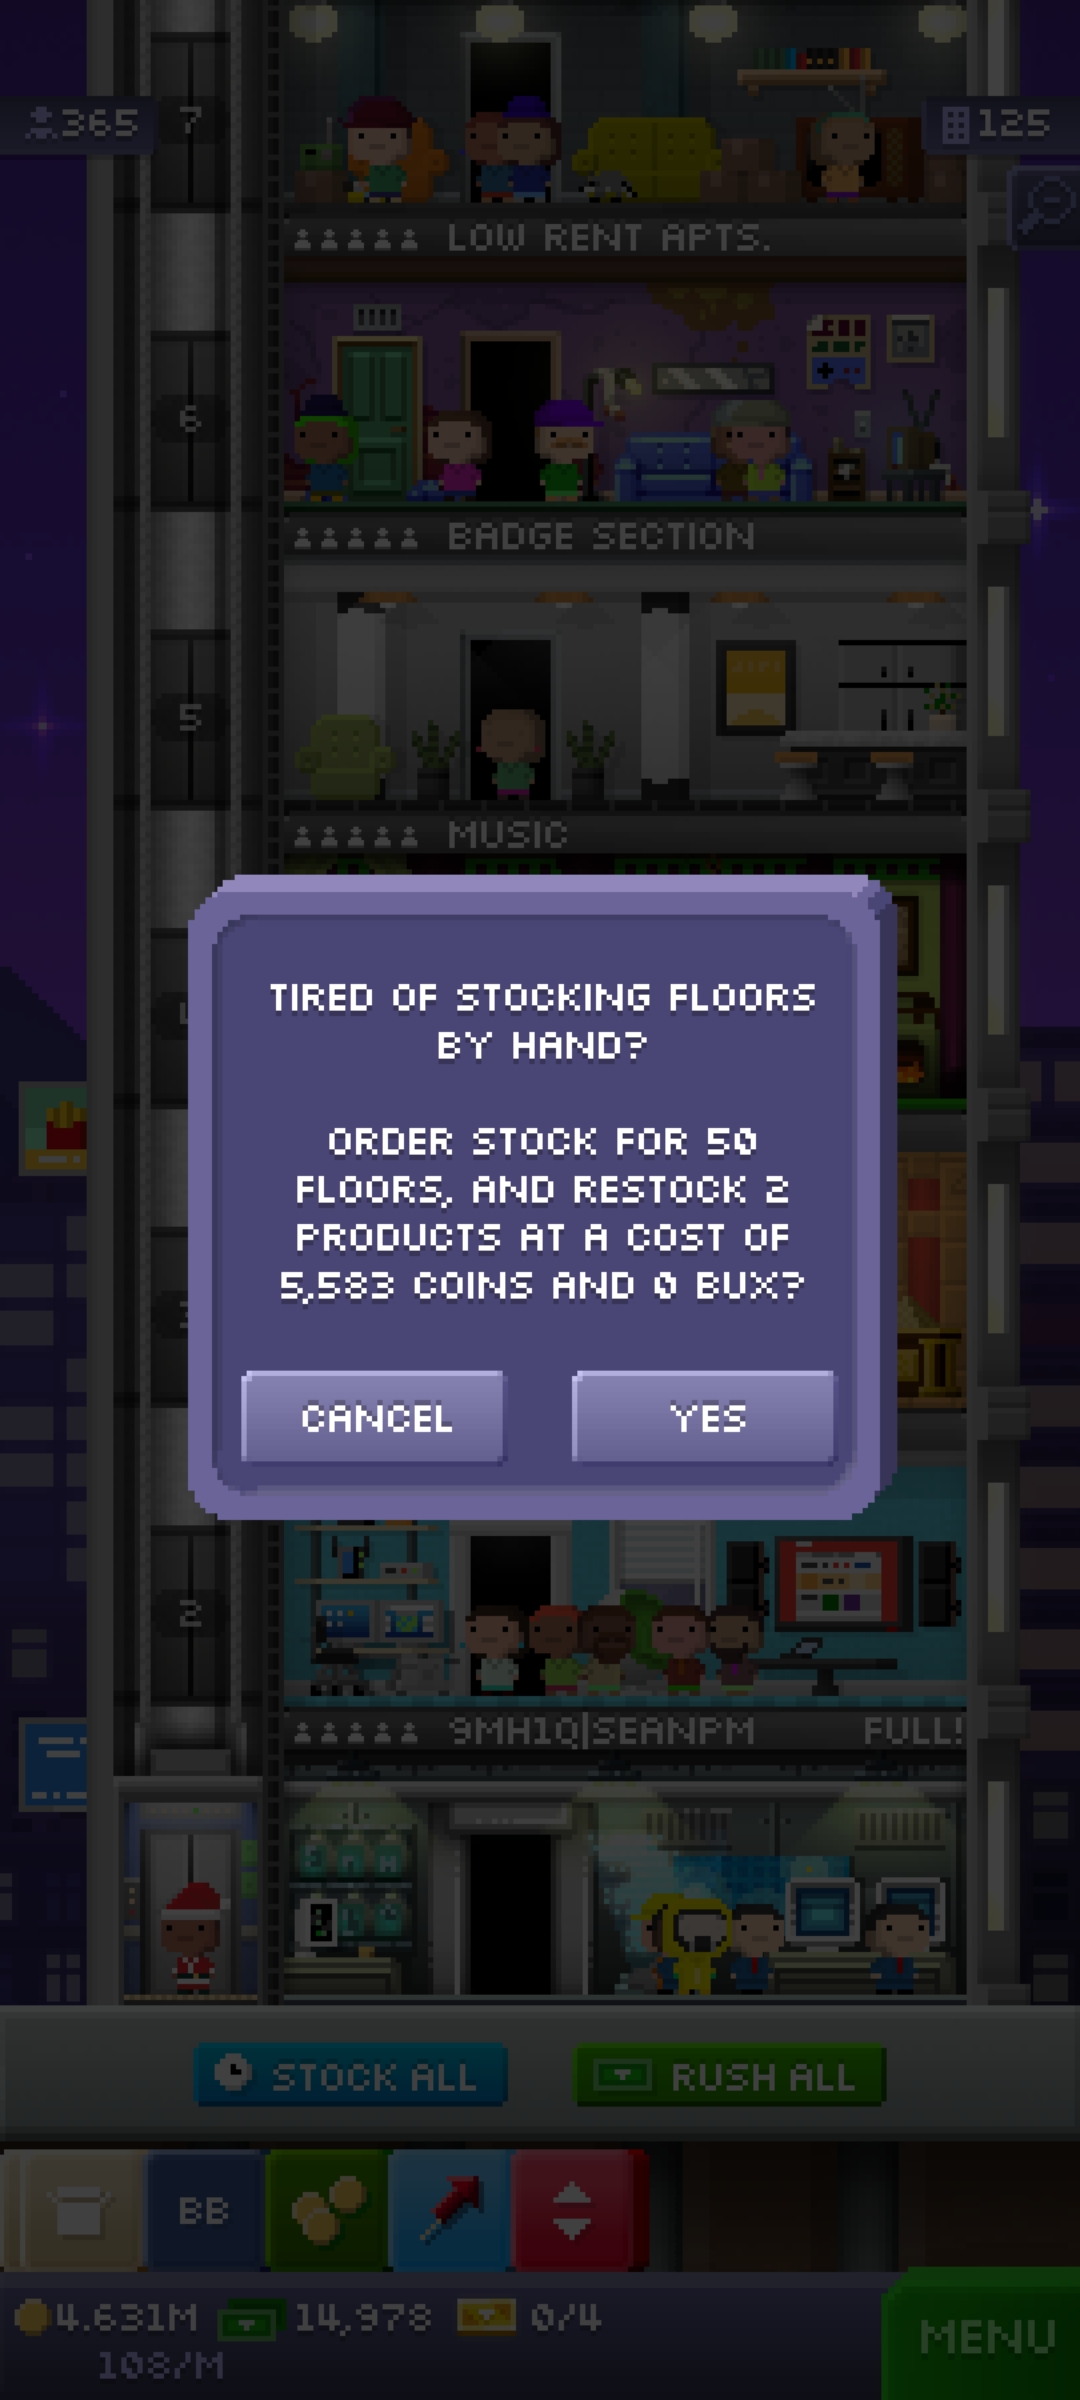 365
7
125
LOW RENT APTS.
6
BADGE SECTION
5
MUSIC
TIRED OF STOCKING FLOORS
BY HAND?
ORDER STOCK FOR 50
FLOORS, AND RESTOCK 2
PRODUCTS AT A COST OF
5,583 COINS AND 0 BUX?
CANCEL
YES
2
9MH1Q|SEANPM
FULL!
STOCK ALL
RUSH ALL
BB
4.631M
14,978
0/4
108/M
MENU